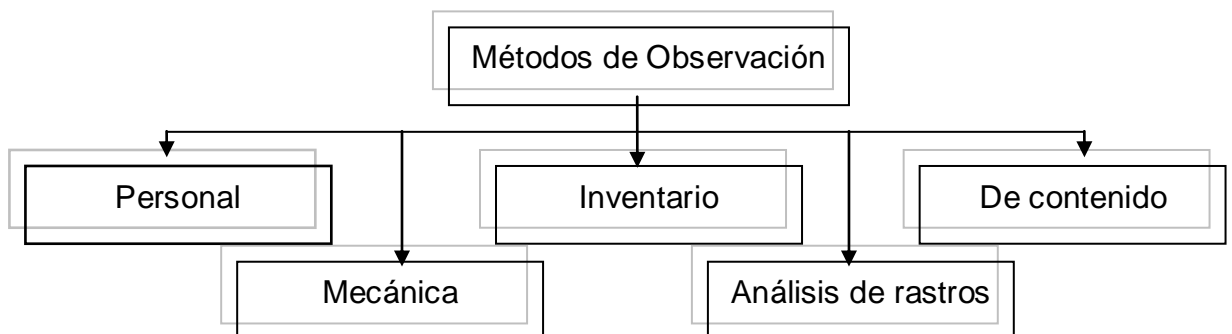 Métodos de Observación
Personal
Inventario
De contenido
Mecánica
Análisis de rastros